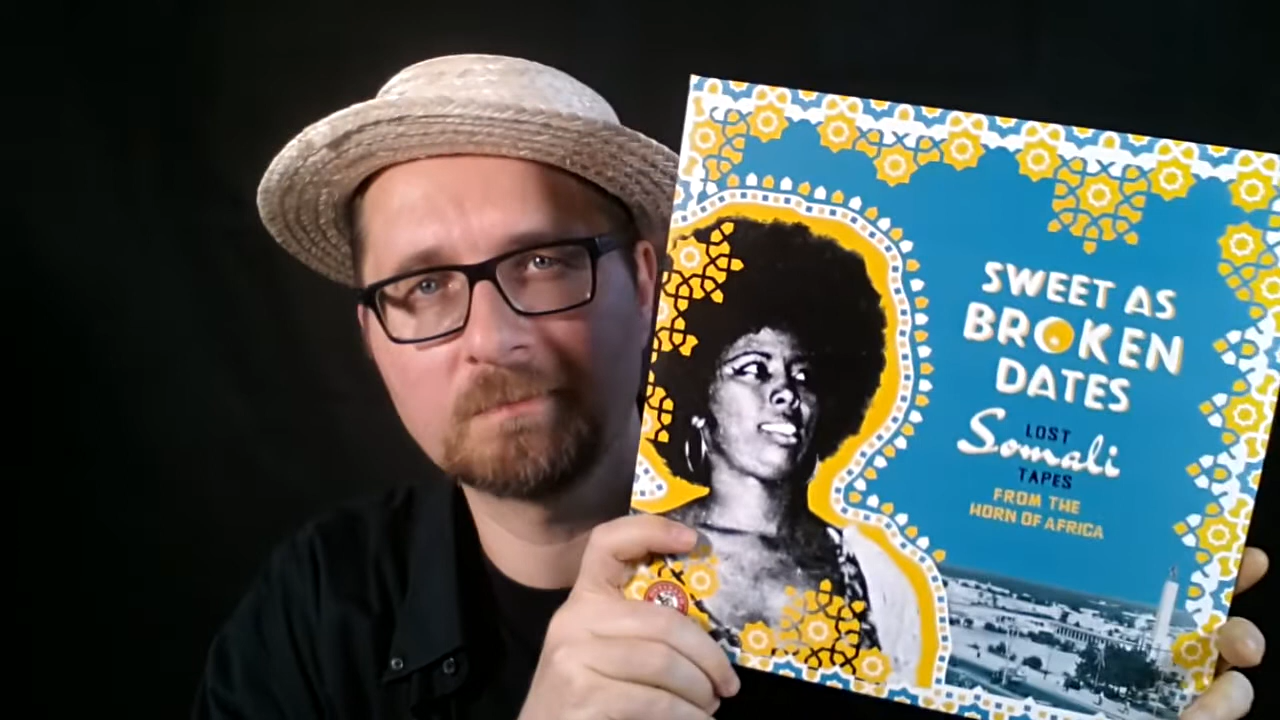 SWEET AS
BROKEN
DATES
LOST
Somali
TAPES
FROM THE
HORN OF AFRICA